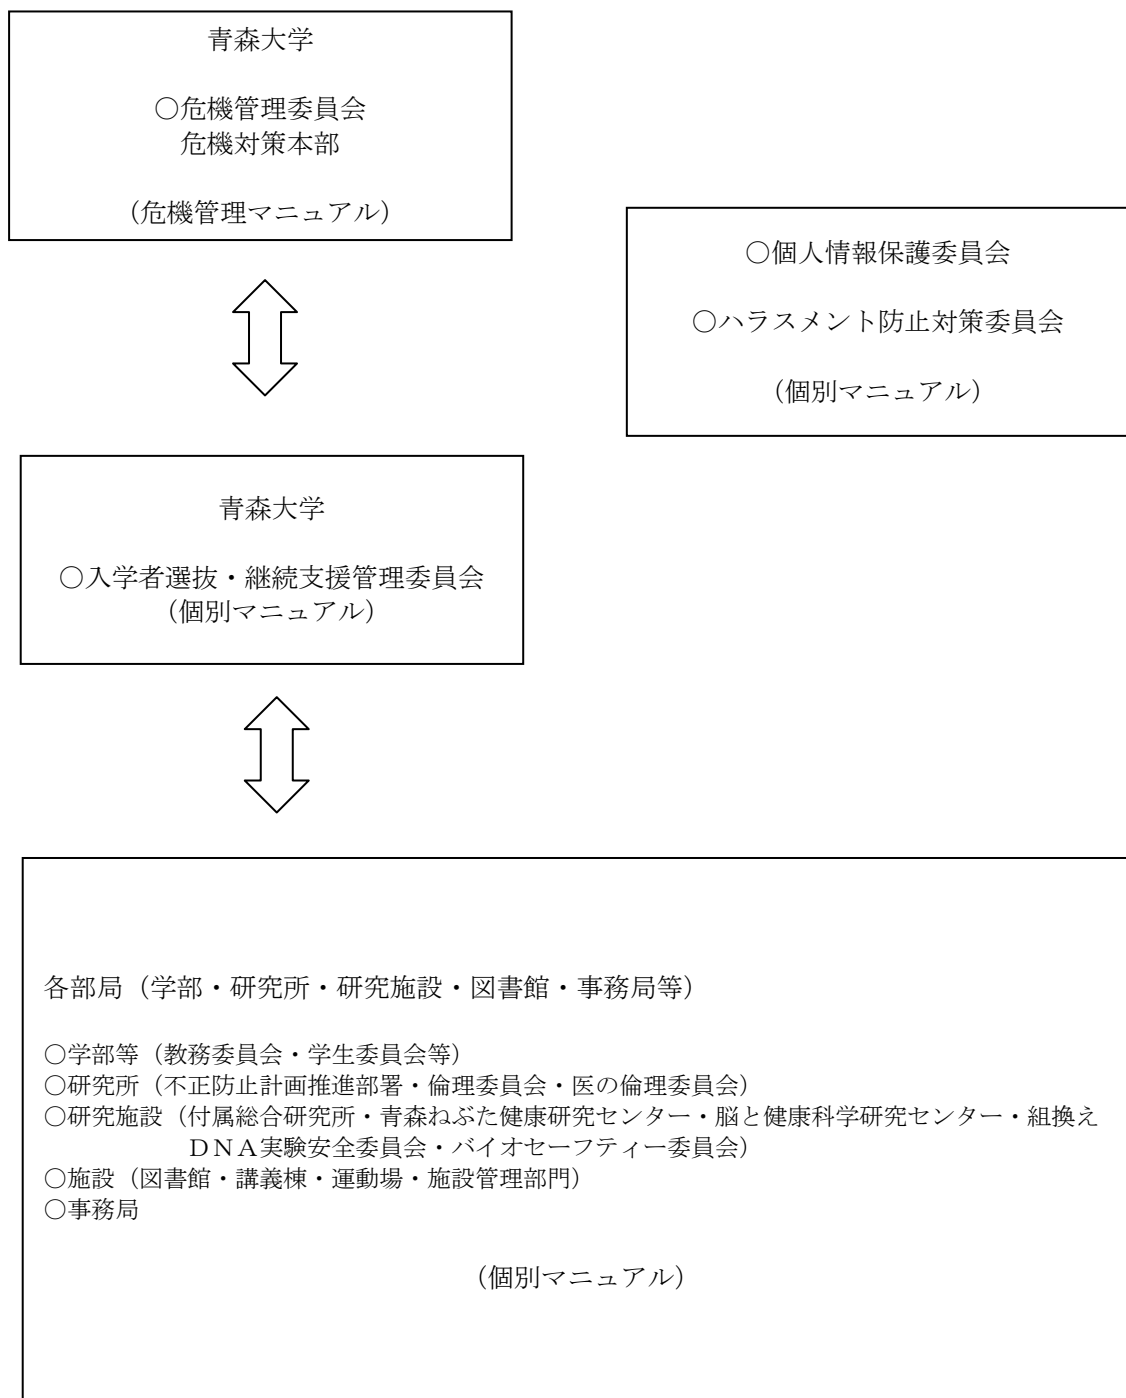 青森大学
○危機管理委員会
危機対策本部
（危機管理マニュアル）
○個人情報保護委員会
○ハラスメント防止対策委員会
（個別マニュアル）
青森大学
○入学者選抜・継続支援管理委員会
（個別マニュアル）
各部局（学部・研究所・研究施設・図書館・事務局等）
○学部等（教務委員会・学生委員会等）
○研究所（不正防止計画推進部署・倫理委員会・医の倫理委員会）
○研究施設（付属総合研究所・青森ねぶた健康研究センター・脳と健康科学研究センター・組換え
ＤＮＡ実験安全委員会・バイオセーフティー委員会）
○施設（図書館・講義棟・運動場・施設管理部門）
○事務局
（個別マニュアル）